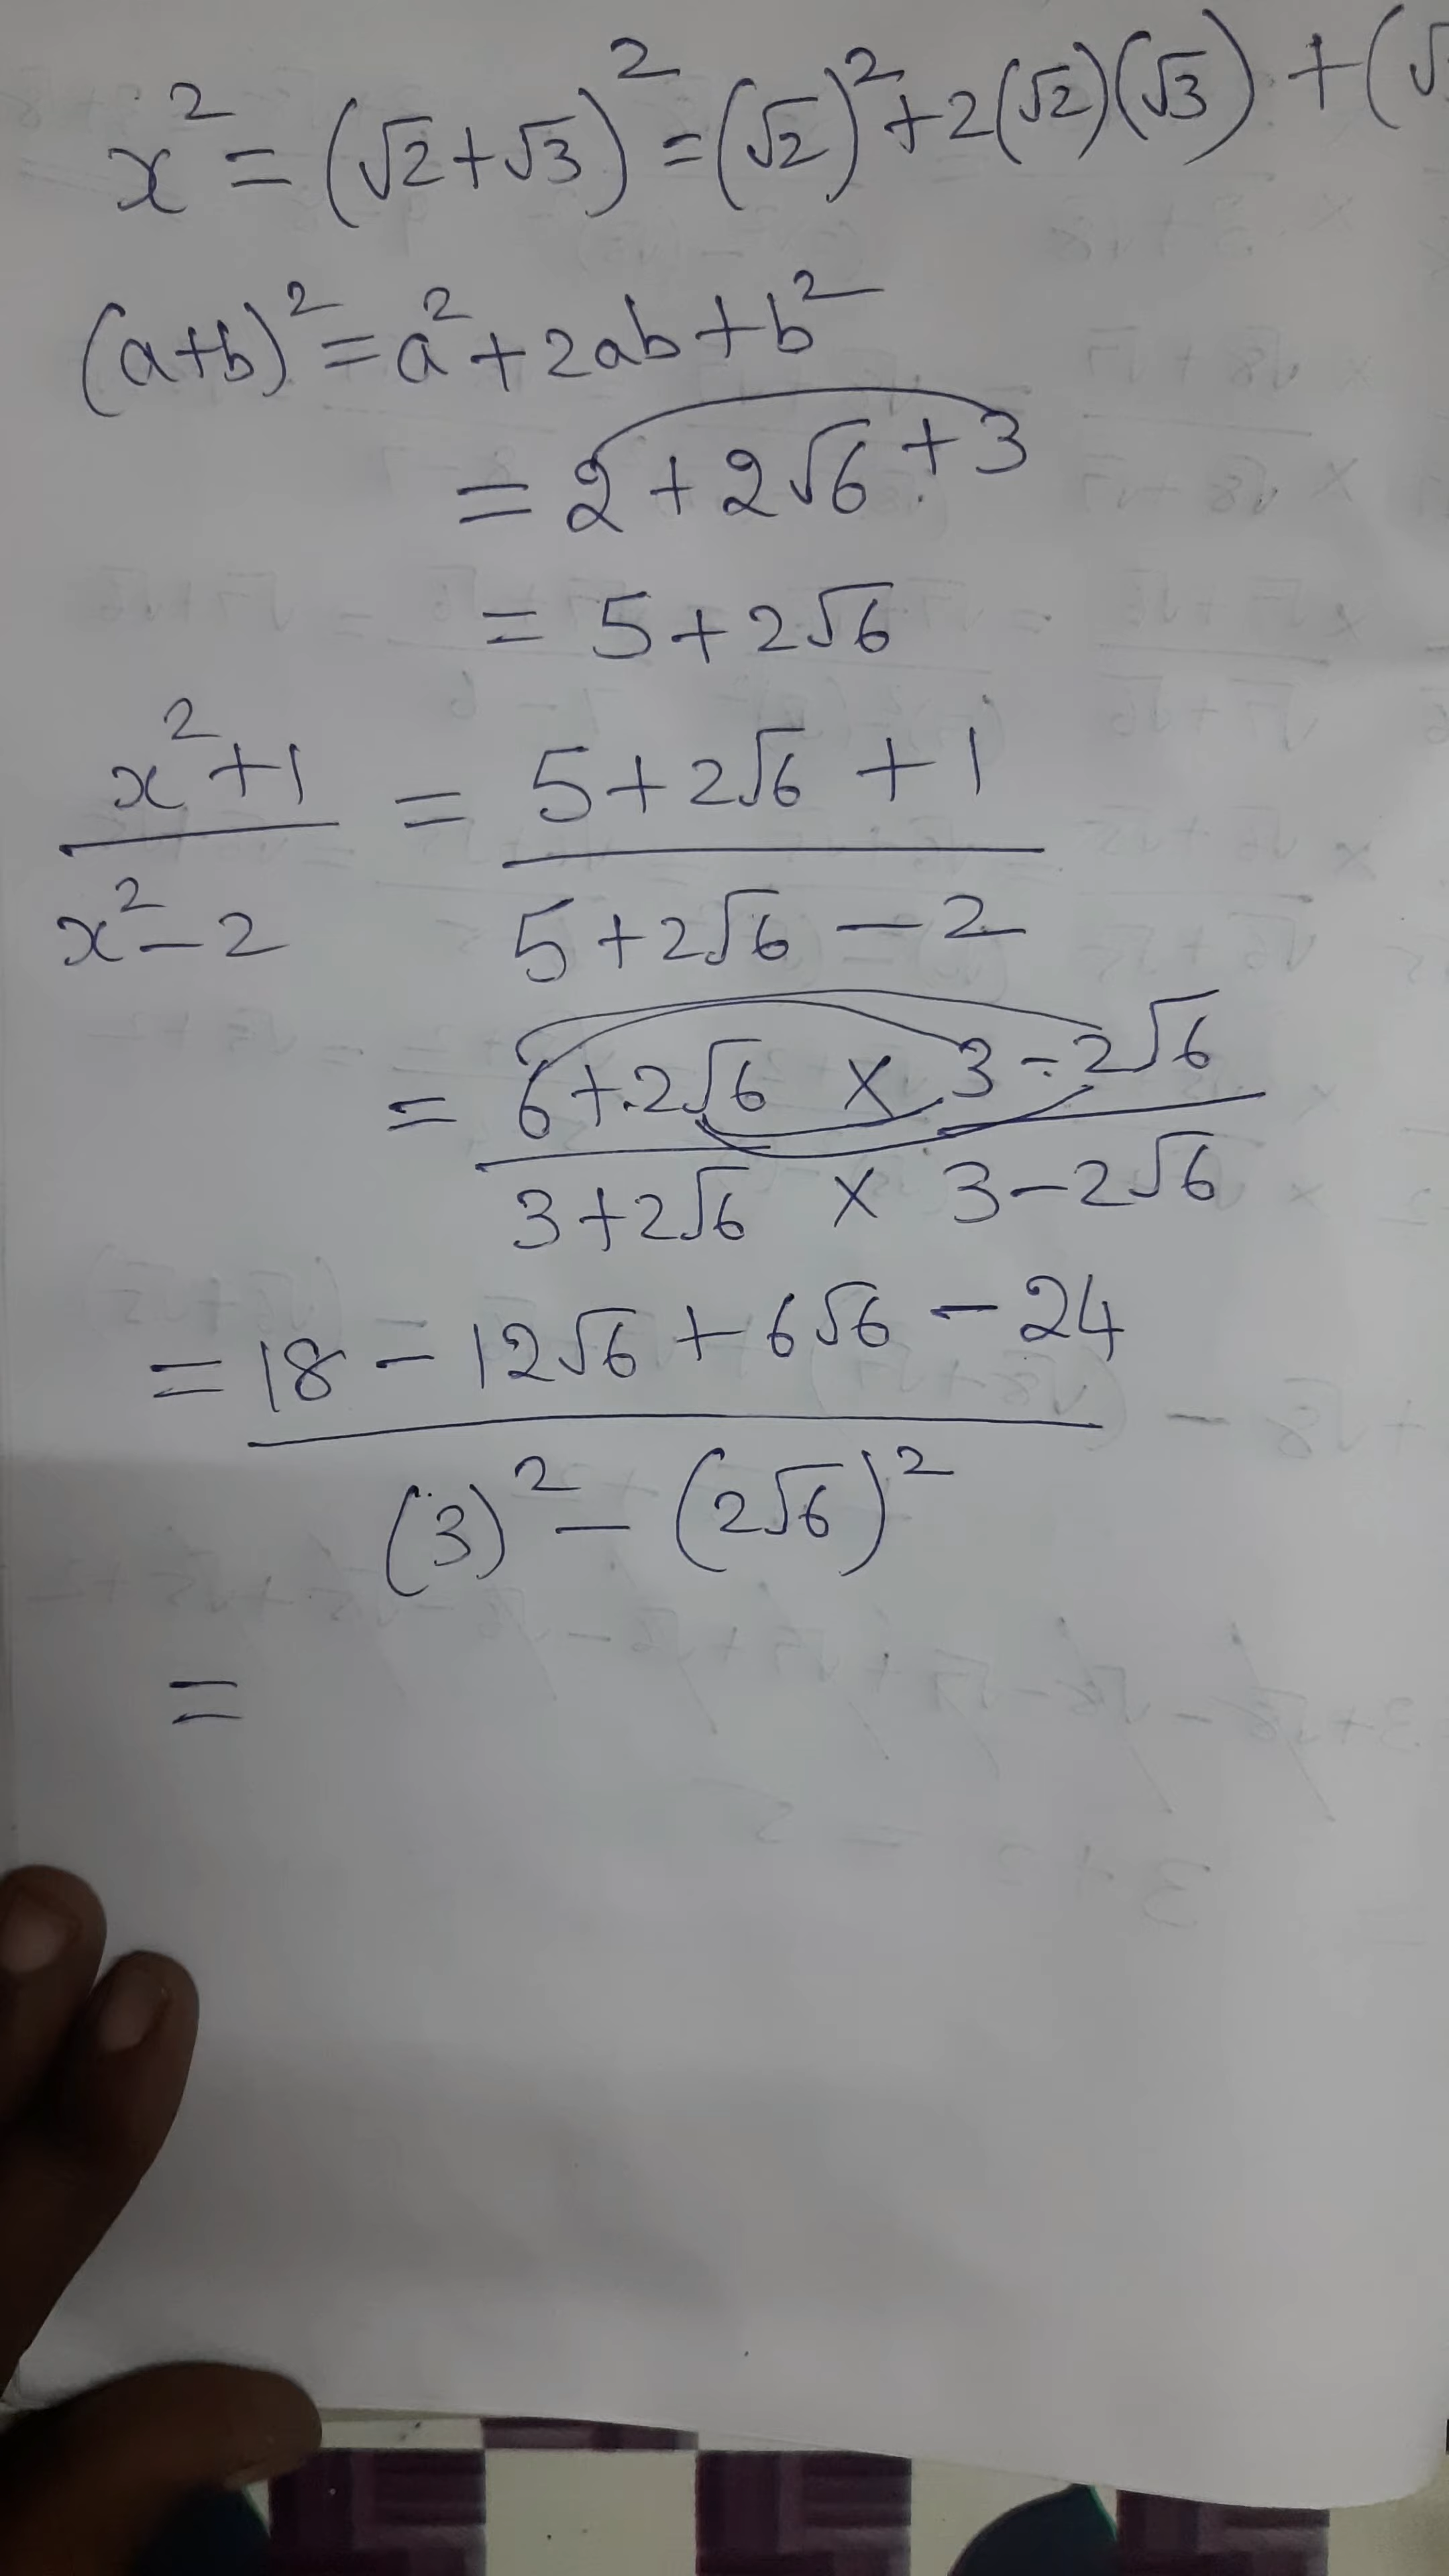 x² = (√2+√3)² = (√2)² + 2(√2)(√3) + (√
(a+b)² = a² + 2ab + b²
= 2 + 2√6 + 3
= 5 + 2√6
x²+1 = 5+2√6 + 1
x²-2 5+2√6 - 2
= 6+2√6 × 3-2√6
3+2√6 × 3-2√6
= 18 - 12√6 + 6√6 - 24
(3)² - (2√6)²
=